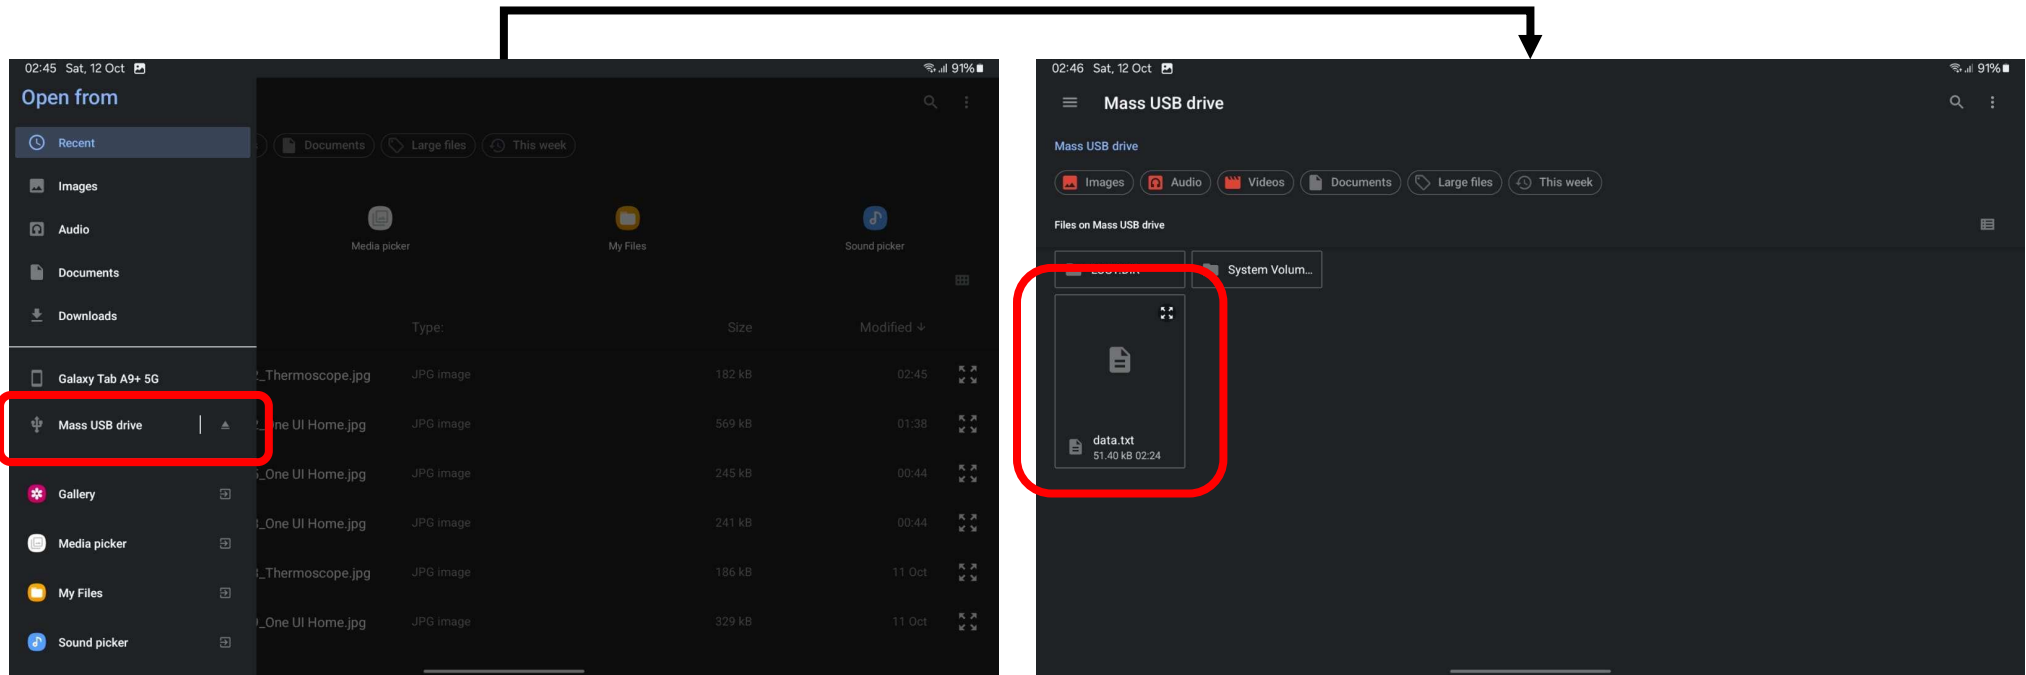 02:45 Sat, 12 Oct
91%
Open from
Recent
Images
Audio
Documents
Downloads
Galaxy Tab A9+ 5G
Mass USB drive
Gallery
Media picker
My Files
Sound picker
Documents
Large files
This week
Media picker
My Files
Sound picker
Type: Size Modified
_Thermoscope.jpg JPG image 182 kB 02:45
_One UI Home.jpg JPG image 569 kB 01:38
_One UI Home.jpg JPG image 245 kB 00:44
_One UI Home.jpg JPG image 241 kB 00:44
_Thermoscope.jpg JPG image 186 kB 11 Oct
_One UI Home.jpg JPG image 329 kB 11 Oct
02:46 Sat, 12 Oct
91%
Mass USB drive
Mass USB drive
Images
Audio
Videos
Documents
Large files
This week
Files on Mass USB drive
System Volum...
data.txt
51.40 kB 02:24